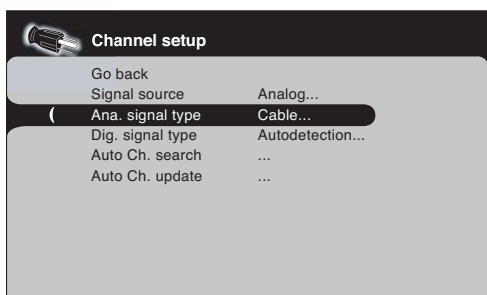 Channel setup
Go back
Signal source Analog...
Ana. signal type Cable...
Dig. signal type Autodetection...
Auto Ch. search ...
Auto Ch. update ...